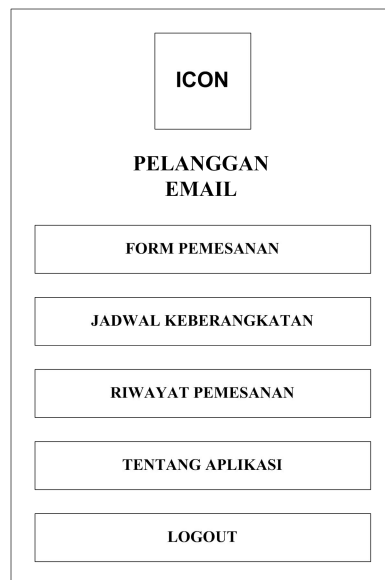 ICON
PELANGGAN
EMAIL
FORM PEMESANAN
JADWAL KEBERANGKATAN
RIWAYAT PEMESANAN
TENTANG APLIKASI
LOGOUT